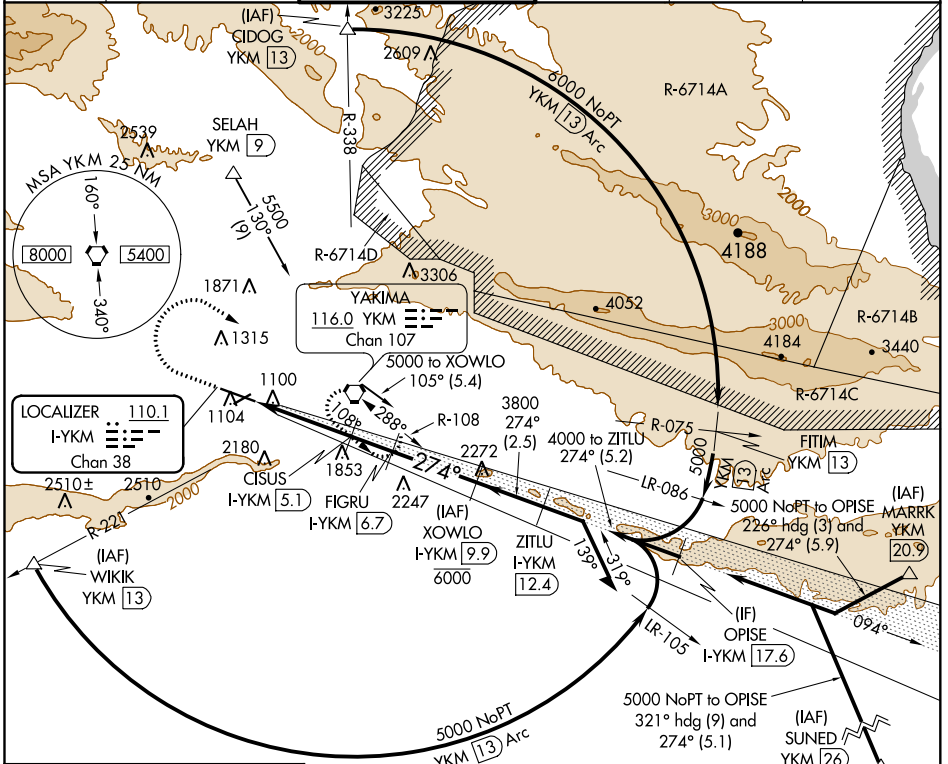 (IAF)
CIDOG
YKM 13
3225
2000
2609
6000 NoPT
YKM 13 Arc
R-6714A
R-338
2539
SELAH
YKM 9
5500
130°
(9)
MSA YKM 25 NM
160°
8000
5400
340°
2000
3000
4188
R-6714D
3306
1871
1315
YAKIMA
116.0 YKM
Chan 107
4052
3000
4184
R-6714B
3440
R-6714C
5000 to XOWLO
105° (5.4)
1100
1104
LOCALIZER 110.1
I-YKM
Chan 38
108°
288°
R-108
3800
274°
(2.5)
4000 to ZITLU
274° (5.2)
R-075
5000
YKM 13 Arc
FITIM
YKM 13
LR-086
2180
2510±
2510
2000
R-221
CISUS
I-YKM 5.1
1853
FIGRU
I-YKM 6.7
274°
2247
2272
(IAF)
XOWLO
I-YKM 9.9
6000
ZITLU
I-YKM
12.4
139°
319°
5000 NoPT to OPISE
226° hdg (3) and
274° (5.9)
(IAF)
MARRK
YKM
20.9
(IAF)
WIKIK
YKM 13
LR-105
(IF)
OPISE
I-YKM 17.6
094°
5000 NoPT
YKM 13 Arc
5000 NoPT to OPISE
321° hdg (9) and
274° (5.1)
(IAF)
SUNED
YKM 26